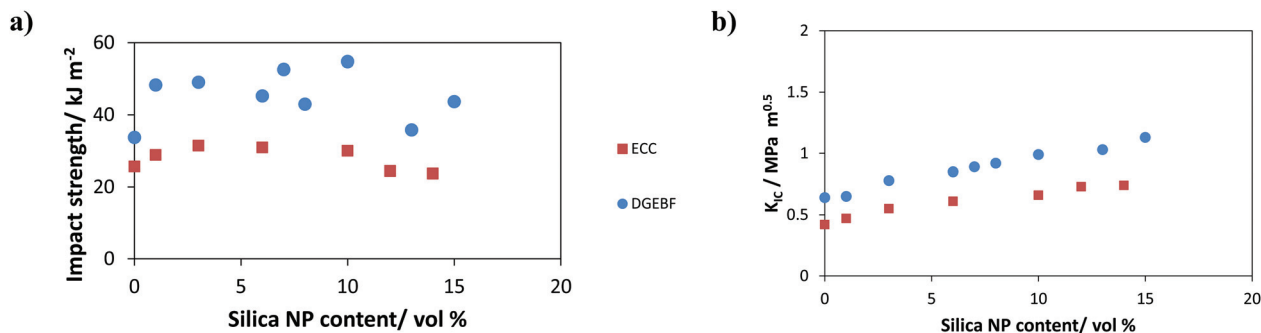 a)
60
40
20
0
0 5 10 15 20
Impact strength/ kJ m⁻²
Silica NP content/ vol %
ECC
DGEBF
b)
2
1.5
1
0.5
0
0 5 10 15 20
K_IC / MPa m^0.5
Silica NP content/ vol %